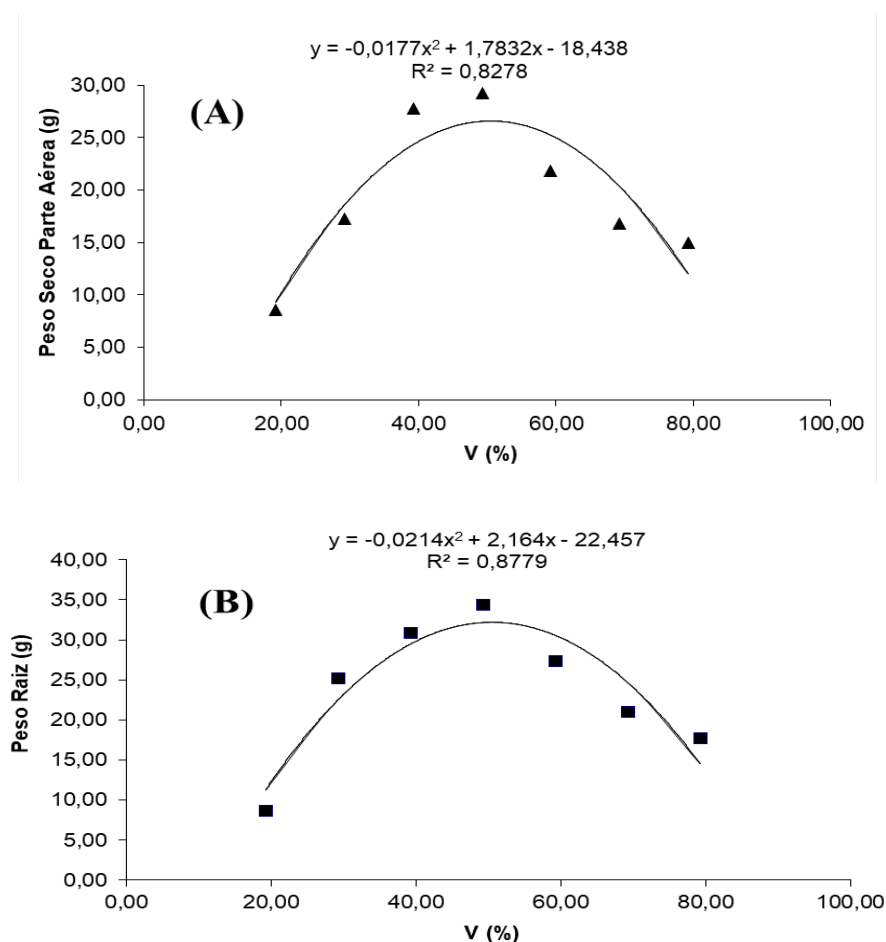 y = -0,0177x² + 1,7832x - 18,438
R² = 0,8278
(A)
Peso Seco Parte Aérea (g)
30,00
25,00
20,00
15,00
10,00
5,00
0,00
0,00 20,00 40,00 60,00 80,00 100,00
V (%)
y = -0,0214x² + 2,164x - 22,457
R² = 0,8779
(B)
Peso Raiz (g)
40,00
35,00
30,00
25,00
20,00
15,00
10,00
5,00
0,00
0,00 20,00 40,00 60,00 80,00 100,00
V (%)